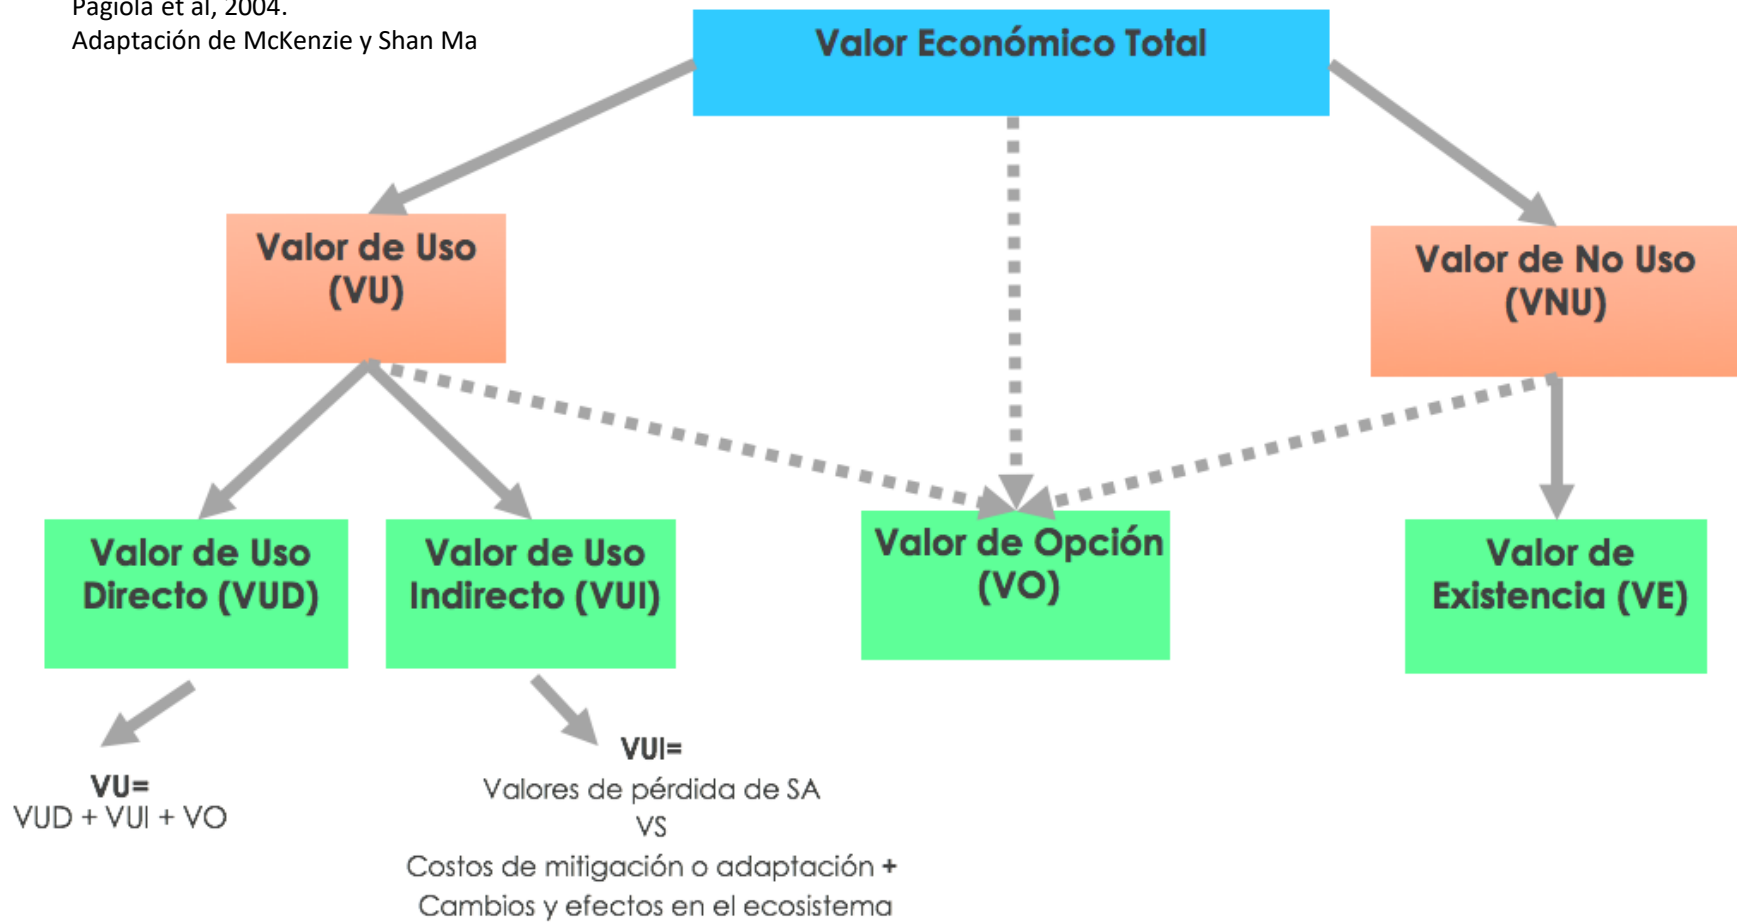 Pagiola et al, 2004.
Adaptación de McKenzie y Shan Ma
Valor Económico Total
Valor de Uso
(VU)
Valor de No Uso
(VNU)
Valor de Uso
Directo (VUD)
Valor de Uso
Indirecto (VUI)
Valor de Opción
(VO)
Valor de
Existencia (VE)
VU=
VUD + VUI + VO
VUI=
Valores de pérdida de SA
VS
Costos de mitigación o adaptación +
Cambios y efectos en el ecosistema